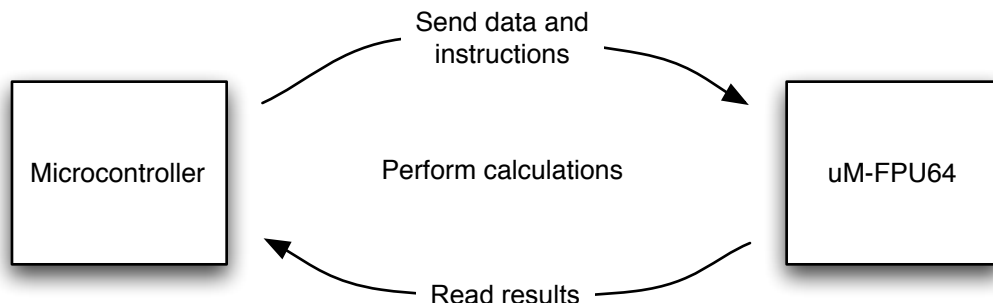 Send data and
instructions
Microcontroller
Perform calculations
uM-FPU64
Read results